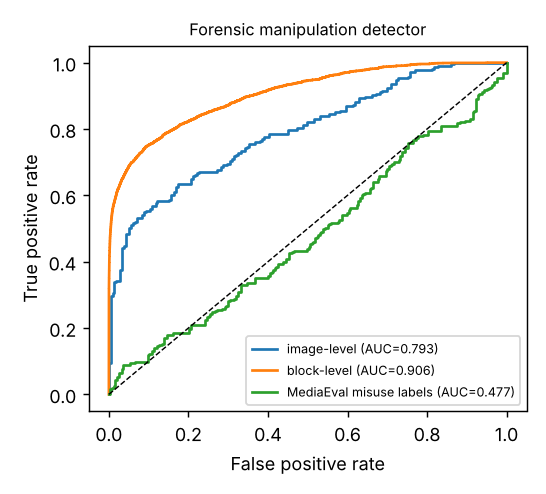 Forensic manipulation detector
1.0
0.8
0.6
0.4
0.2
0.0
True positive rate
image-level (AUC=0.793)
block-level (AUC=0.906)
MediaEval misuse labels (AUC=0.477)
0.0 0.2 0.4 0.6 0.8 1.0
False positive rate